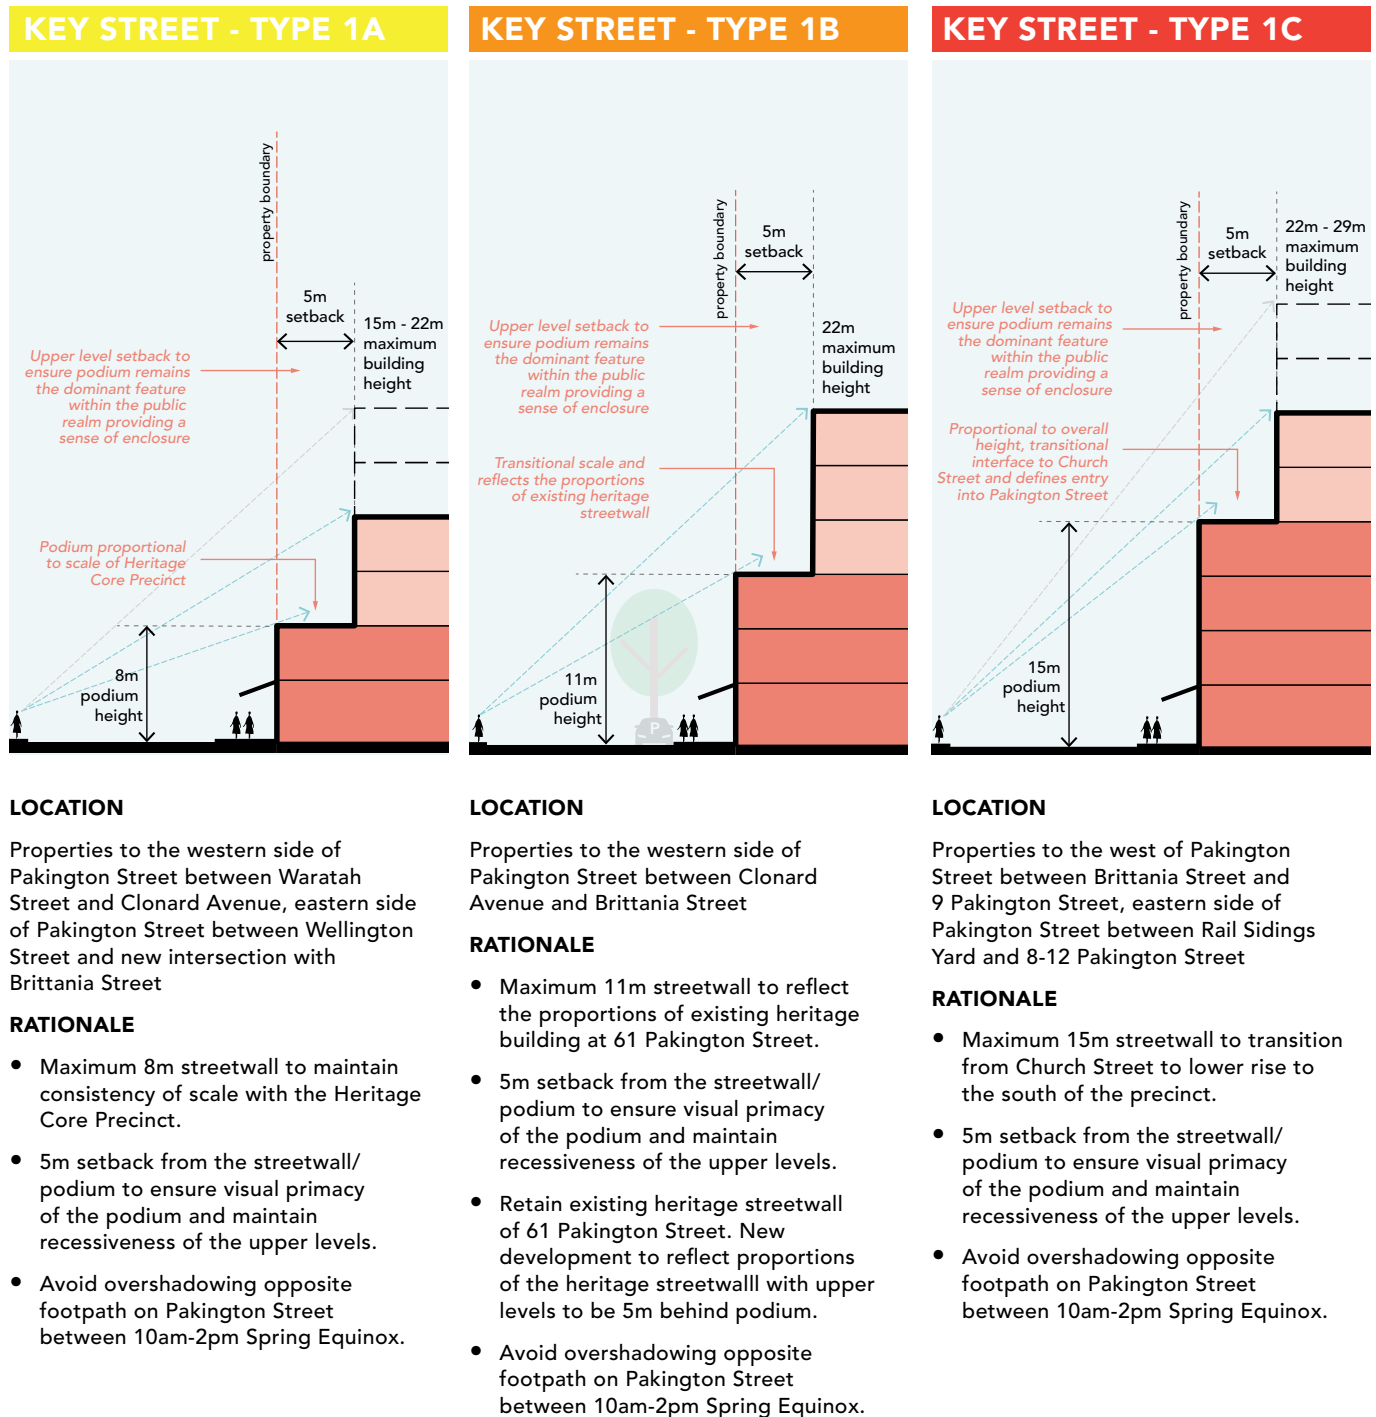 KEY STREET - TYPE 1A
property boundary
5m
setback
15m - 22m
maximum
building
height
Upper level setback to
ensure podium remains
the dominant feature
within the public
realm providing a
sense of enclosure
Podium proportional
to scale of Heritage
Core Precinct
8m
podium
height
LOCATION
Properties to the western side of
Pakington Street between Waratah
Street and Clonard Avenue, eastern side
of Pakington Street between Wellington
Street and new intersection with
Brittania Street
RATIONALE
• Maximum 8m streetwall to maintain
consistency of scale with the Heritage
Core Precinct.
• 5m setback from the streetwall/
podium to ensure visual primacy
of the podium and maintain
recessiveness of the upper levels.
• Avoid overshadowing opposite
footpath on Pakington Street
between 10am-2pm Spring Equinox.
KEY STREET - TYPE 1B
property boundary
5m
setback
22m
maximum
building
height
Upper level setback to
ensure podium remains
the dominant feature
within the public
realm providing a
sense of enclosure
Transitional scale and
reflects the proportions
of existing heritage
streetwall
11m
podium
height
P
LOCATION
Properties to the western side of
Pakington Street between Clonard
Avenue and Brittania Street
RATIONALE
• Maximum 11m streetwall to reflect
the proportions of existing heritage
building at 61 Pakington Street.
• 5m setback from the streetwall/
podium to ensure visual primacy
of the podium and maintain
recessiveness of the upper levels.
• Retain existing heritage streetwall
of 61 Pakington Street. New
development to reflect proportions
of the heritage streetwalll with upper
levels to be 5m behind podium.
• Avoid overshadowing opposite
footpath on Pakington Street
between 10am-2pm Spring Equinox.
KEY STREET - TYPE 1C
property boundary
5m
setback
22m - 29m
maximum
building
height
Upper level setback to
ensure podium remains
the dominant feature
within the public
realm providing a
sense of enclosure
Proportional to overall
height, transitional
interface to Church
Street and defines entry
into Pakington Street
15m
podium
height
LOCATION
Properties to the west of Pakington
Street between Brittania Street and
9 Pakington Street, eastern side of
Pakington Street between Rail Sidings
Yard and 8-12 Pakington Street
RATIONALE
• Maximum 15m streetwall to transition
from Church Street to lower rise to
the south of the precinct.
• 5m setback from the streetwall/
podium to ensure visual primacy
of the podium and maintain
recessiveness of the upper levels.
• Avoid overshadowing opposite
footpath on Pakington Street
between 10am-2pm Spring Equinox.